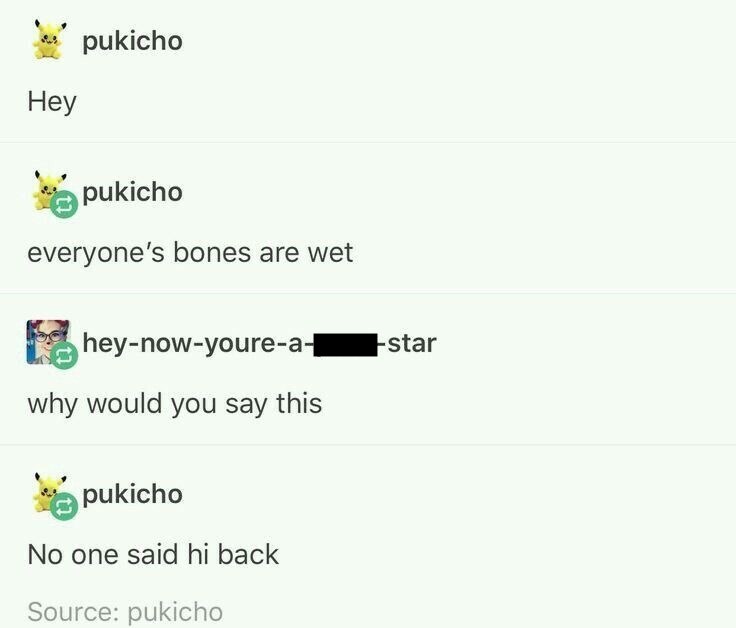 pukicho
Hey
pukicho
everyone's bones are wet
hey-now-youre-a- -star
why would you say this
pukicho
No one said hi back
Source: pukicho